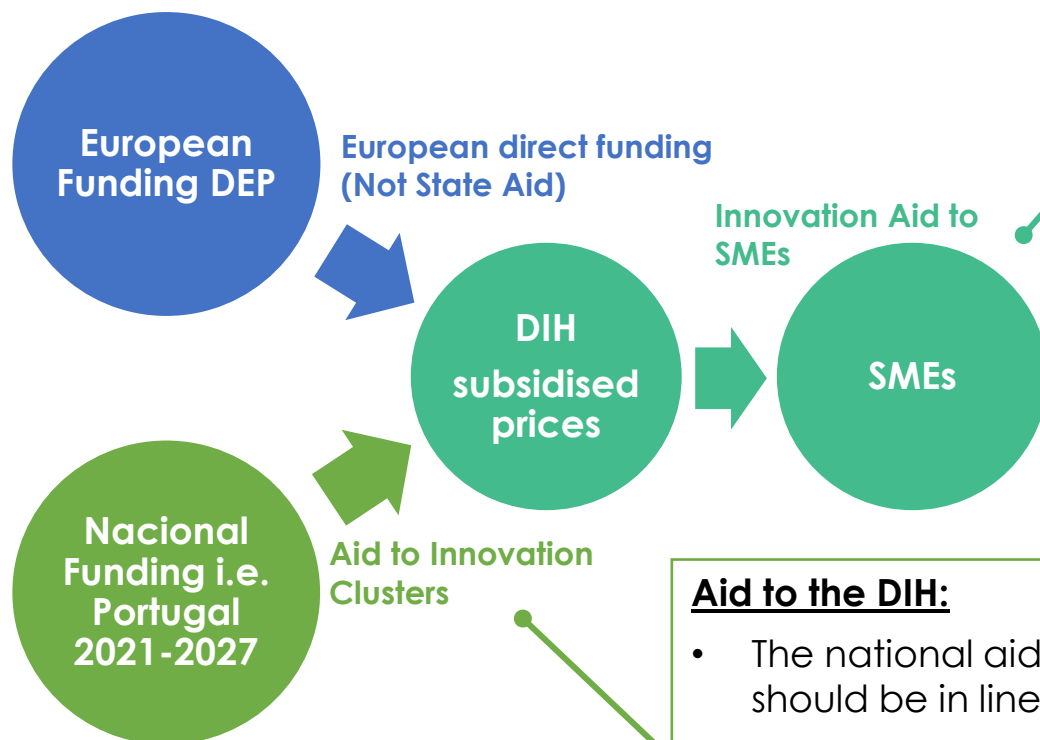 European
Funding DEP
European direct funding
(Not State Aid)
Innovation Aid to
SMEs
DIH
subsidised
prices
SMEs
Nacional
Funding i.e.
Portugal
2021-2027
Aid to Innovation
Clusters
Aid to the DIH:
• The national aid
should be in line